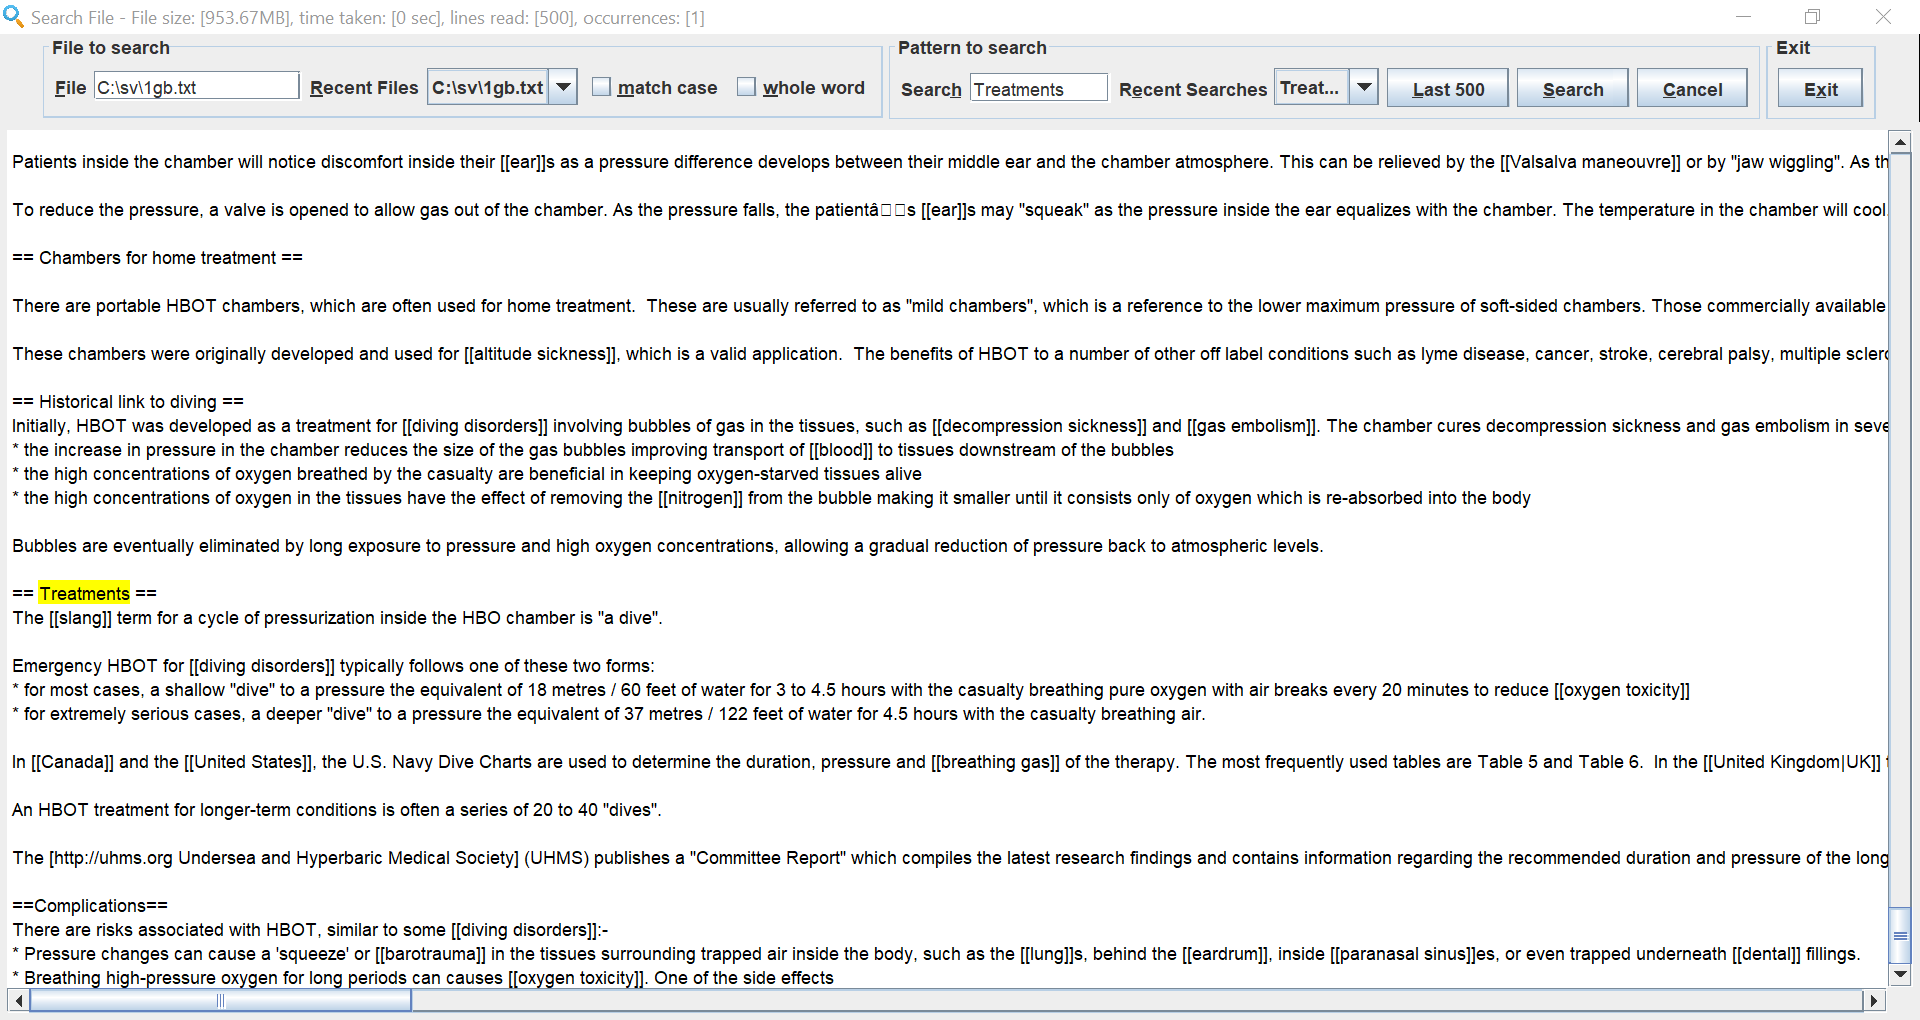 Search File - File size: [953.67MB], time taken: [0 sec], lines read: [500], occurrences: [1]
File to search
Pattern to search
Exit
File C:\sv\1gb.txt Recent Files C:\sv\1gb.txt match case whole word Search Treatments Recent Searches Treat... Last 500 Search Cancel Exit
Patients inside the chamber will notice discomfort inside their [[ear]]s as a pressure difference develops between their middle ear and the chamber atmosphere. This can be relieved by the [[Valsalva maneouvre]] or by "jaw wiggling". As th
To reduce the pressure, a valve is opened to allow gas out of the chamber. As the pressure falls, the patientâ□□s [[ear]]s may "squeak" as the pressure inside the ear equalizes with the chamber. The temperature in the chamber will cool.
== Chambers for home treatment ==
There are portable HBOT chambers, which are often used for home treatment.  These are usually referred to as "mild chambers", which is a reference to the lower maximum pressure of soft-sided chambers. Those commercially available
These chambers were originally developed and used for [[altitude sickness]], which is a valid application.  The benefits of HBOT to a number of other off label conditions such as lyme disease, cancer, stroke, cerebral palsy, multiple sclero
== Historical link to diving ==
Initially, HBOT was developed as a treatment for [[diving disorders]] involving bubbles of gas in the tissues, such as [[decompression sickness]] and [[gas embolism]]. The chamber cures decompression sickness and gas embolism in seve
* the increase in pressure in the chamber reduces the size of the gas bubbles improving transport of [[blood]] to tissues downstream of the bubbles
* the high concentrations of oxygen breathed by the casualty are beneficial in keeping oxygen-starved tissues alive
* the high concentrations of oxygen in the tissues have the effect of removing the [[nitrogen]] from the bubble making it smaller until it consists only of oxygen which is re-absorbed into the body
Bubbles are eventually eliminated by long exposure to pressure and high oxygen concentrations, allowing a gradual reduction of pressure back to atmospheric levels.
== Treatments ==
The [[slang]] term for a cycle of pressurization inside the HBO chamber is "a dive".
Emergency HBOT for [[diving disorders]] typically follows one of these two forms:
* for most cases, a shallow "dive" to a pressure the equivalent of 18 metres / 60 feet of water for 3 to 4.5 hours with the casualty breathing pure oxygen with air breaks every 20 minutes to reduce [[oxygen toxicity]]
* for extremely serious cases, a deeper "dive" to a pressure the equivalent of 37 metres / 122 feet of water for 4.5 hours with the casualty breathing air.
In [[Canada]] and the [[United States]], the U.S. Navy Dive Charts are used to determine the duration, pressure and [[breathing gas]] of the therapy. The most frequently used tables are Table 5 and Table 6.  In the [[United Kingdom|UK]]
An HBOT treatment for longer-term conditions is often a series of 20 to 40 "dives".
The [http://uhms.org Undersea and Hyperbaric Medical Society] (UHMS) publishes a "Committee Report" which compiles the latest research findings and contains information regarding the recommended duration and pressure of the long
==Complications==
There are risks associated with HBOT, similar to some [[diving disorders]]:-
* Pressure changes can cause a 'squeeze' or [[barotrauma]] in the tissues surrounding trapped air inside the body, such as the [[lung]]s, behind the [[eardrum]], inside [[paranasal sinus]]es, or even trapped underneath [[dental]] fillings.
* Breathing high-pressure oxygen for long periods can causes [[oxygen toxicity]]. One of the side effects